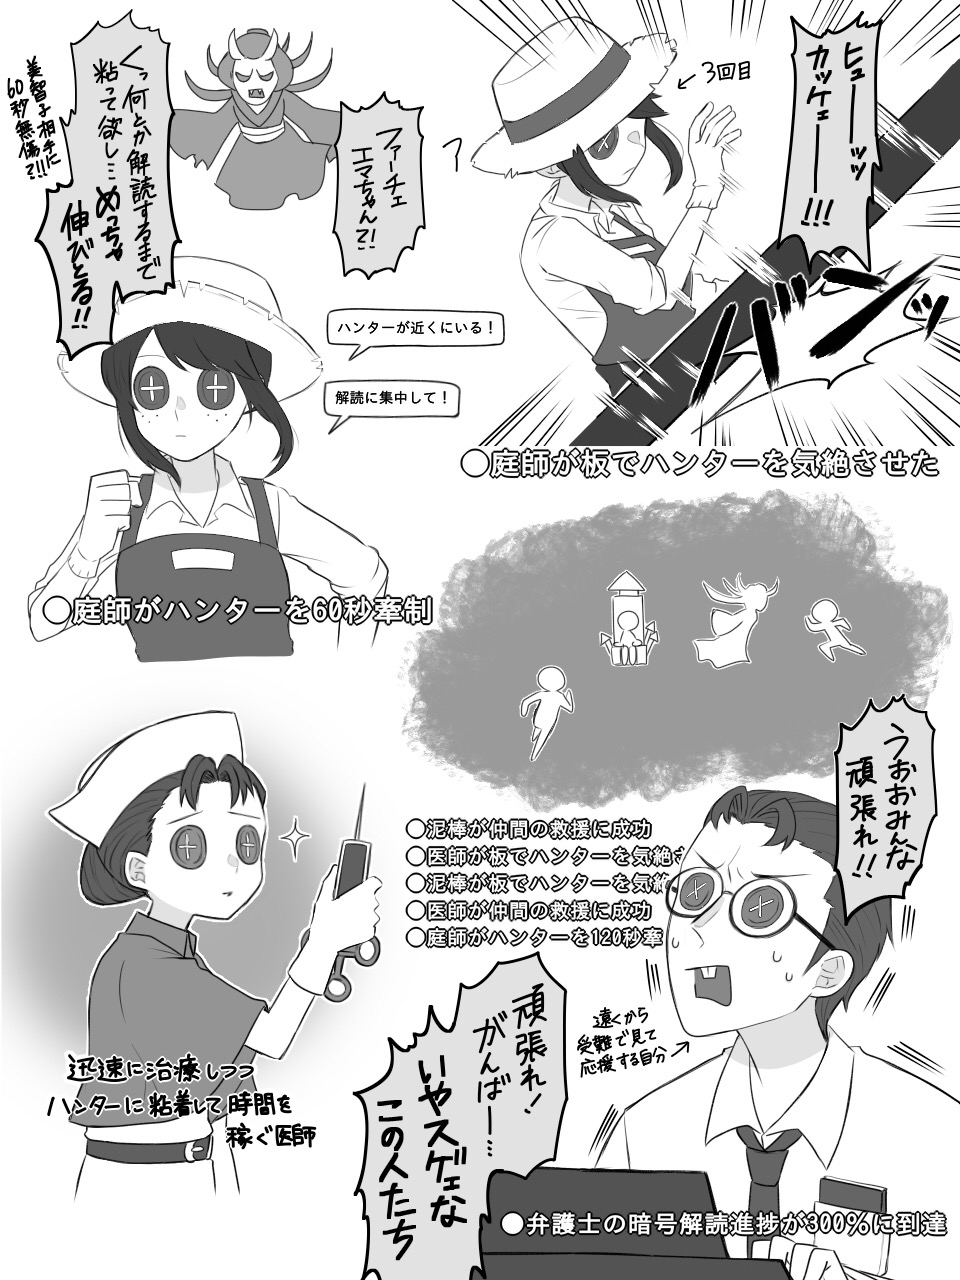 ヒューーーッッ
カッケェーー!!!
←3回目
バンッ
●庭師が板でハンターを気絶させた
ファーーーッ
エマちゃん?!
くっ何とか解読するまで
粘って欲し…めっちゃ
伸びとる!!
美智子相手に
60秒無傷?!!
?
ハンターが近くにいる!
解読に集中して!
●庭師がハンターを60秒牽制
うおおみんな
頑張れ!!
●泥棒が仲間の救援に成功
●医師が板でハンターを気絶さ
●泥棒が板でハンターを気絶
●医師が仲間の救援に成功
●庭師がハンターを120秒牽
遠くから
受難で見て
応援する自分→
迅速に治療しつつ
ハンターに粘着して時間を
稼ぐ医師
頑張れ!
がんばー…
いやスゲェな
この人たち
●弁護士の暗号解読進捗が300%に到達